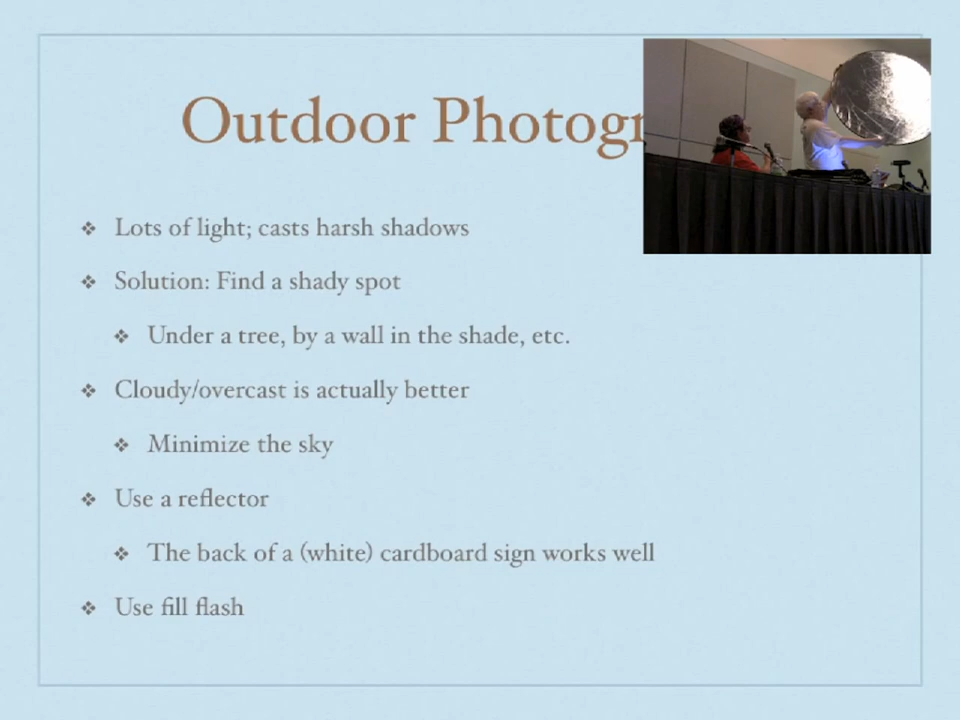 Outdoor Photogr
❖ Lots of light; casts harsh shadows
❖ Solution: Find a shady spot
❖ Under a tree, by a wall in the shade, etc.
❖ Cloudy/overcast is actually better
❖ Minimize the sky
❖ Use a reflector
❖ The back of a (white) cardboard sign works well
❖ Use fill flash